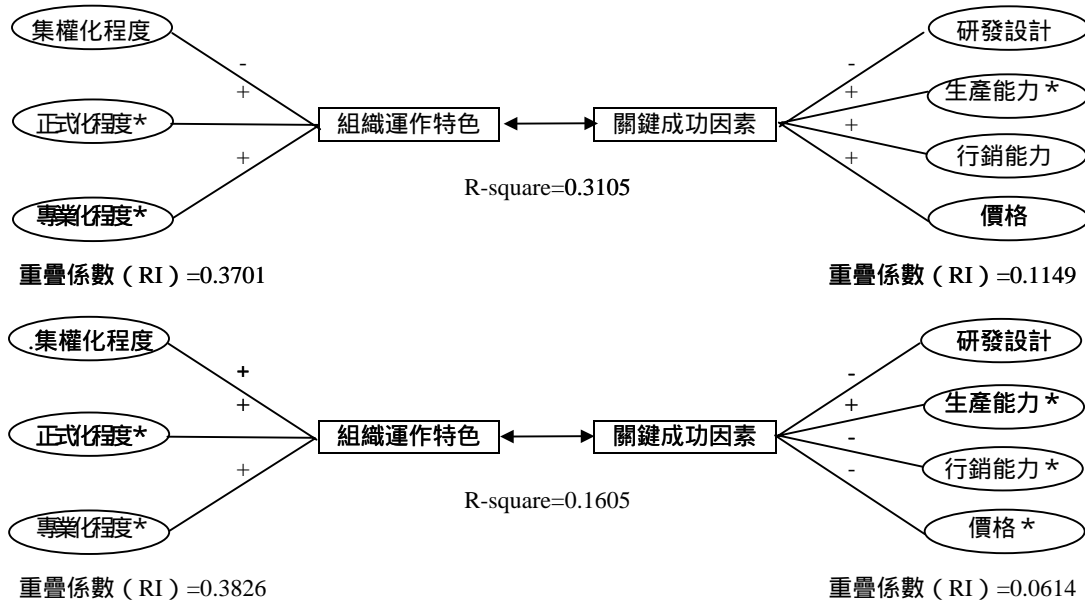 集權化程度
研發設計
-
-
+
+
生產能力*
正式化程度*
組織運作特色
關鍵成功因素
+
+
+
行銷能力
R-square=0.3105
專業化程度*
價格
重疊係數（RI）=0.3701
重疊係數（RI）=0.1149
.集權化程度
研發設計
+
-
+
+
生產能力*
正式化程度*
組織運作特色
關鍵成功因素
+
-
-
行銷能力*
R-square=0.1605
專業化程度*
價格*
重疊係數（RI）=0.3826
重疊係數（RI）=0.0614